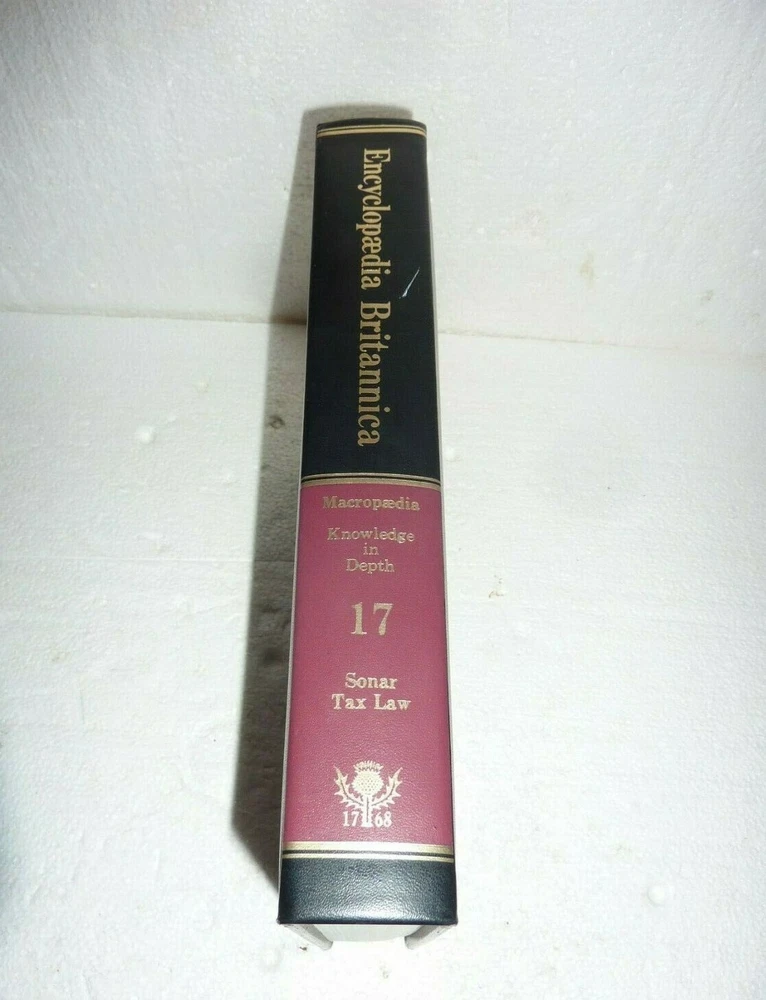 Encyclopædia Britannica
Macropædia
Knowledge
in
Depth
17
Sonar
Tax Law
1768